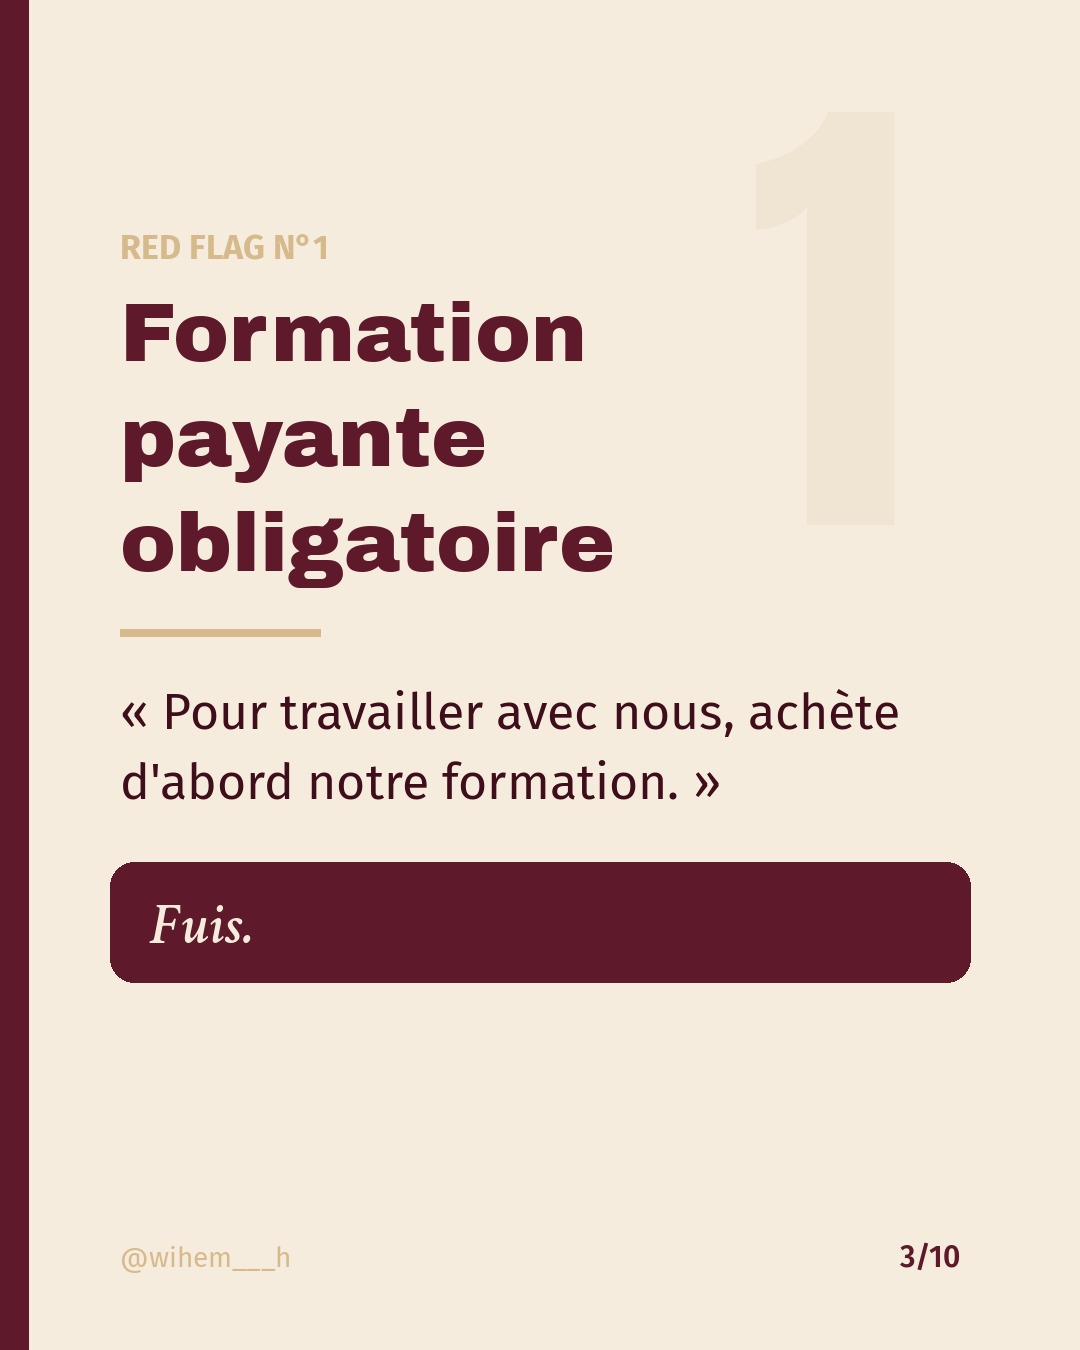 1
RED FLAG N°1
Formation
payante
obligatoire
« Pour travailler avec nous, achète
d'abord notre formation. »
Fuis.
@wihem___h
3/10